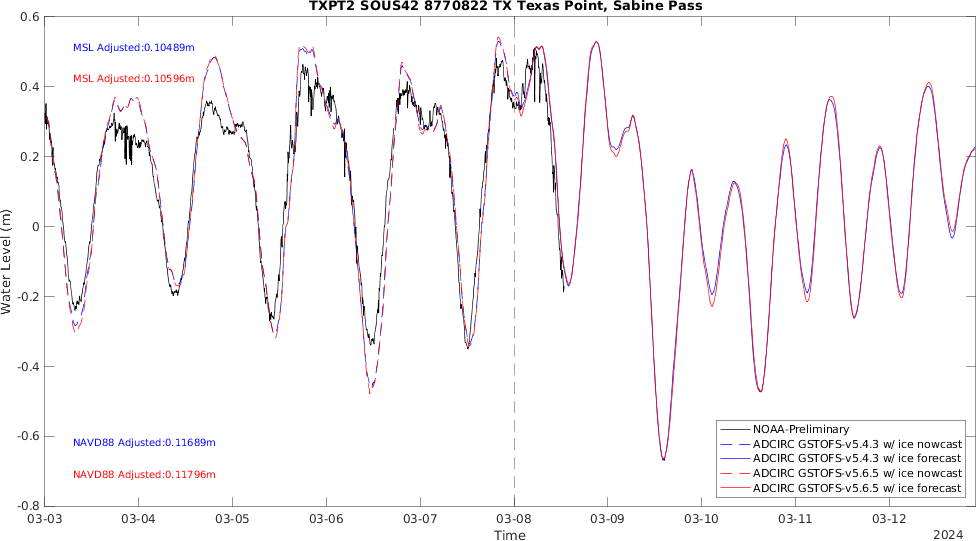 TXPT2 SOUS42 8770822 TX Texas Point, Sabine Pass
0.6
0.4
0.2
0
-0.2
-0.4
-0.6
-0.8
Water Level (m)
MSL Adjusted:0.10489m
MSL Adjusted:0.10596m
NAVD88 Adjusted:0.11689m
NAVD88 Adjusted:0.11796m
NOAA-Preliminary
ADCIRC GSTOFS-v5.4.3 w/ ice nowcast
ADCIRC GSTOFS-v5.4.3 w/ ice forecast
ADCIRC GSTOFS-v5.6.5 w/ ice nowcast
ADCIRC GSTOFS-v5.6.5 w/ ice forecast
03-03 03-04 03-05 03-06 03-07 03-08 03-09 03-10 03-11 03-12
Time
2024